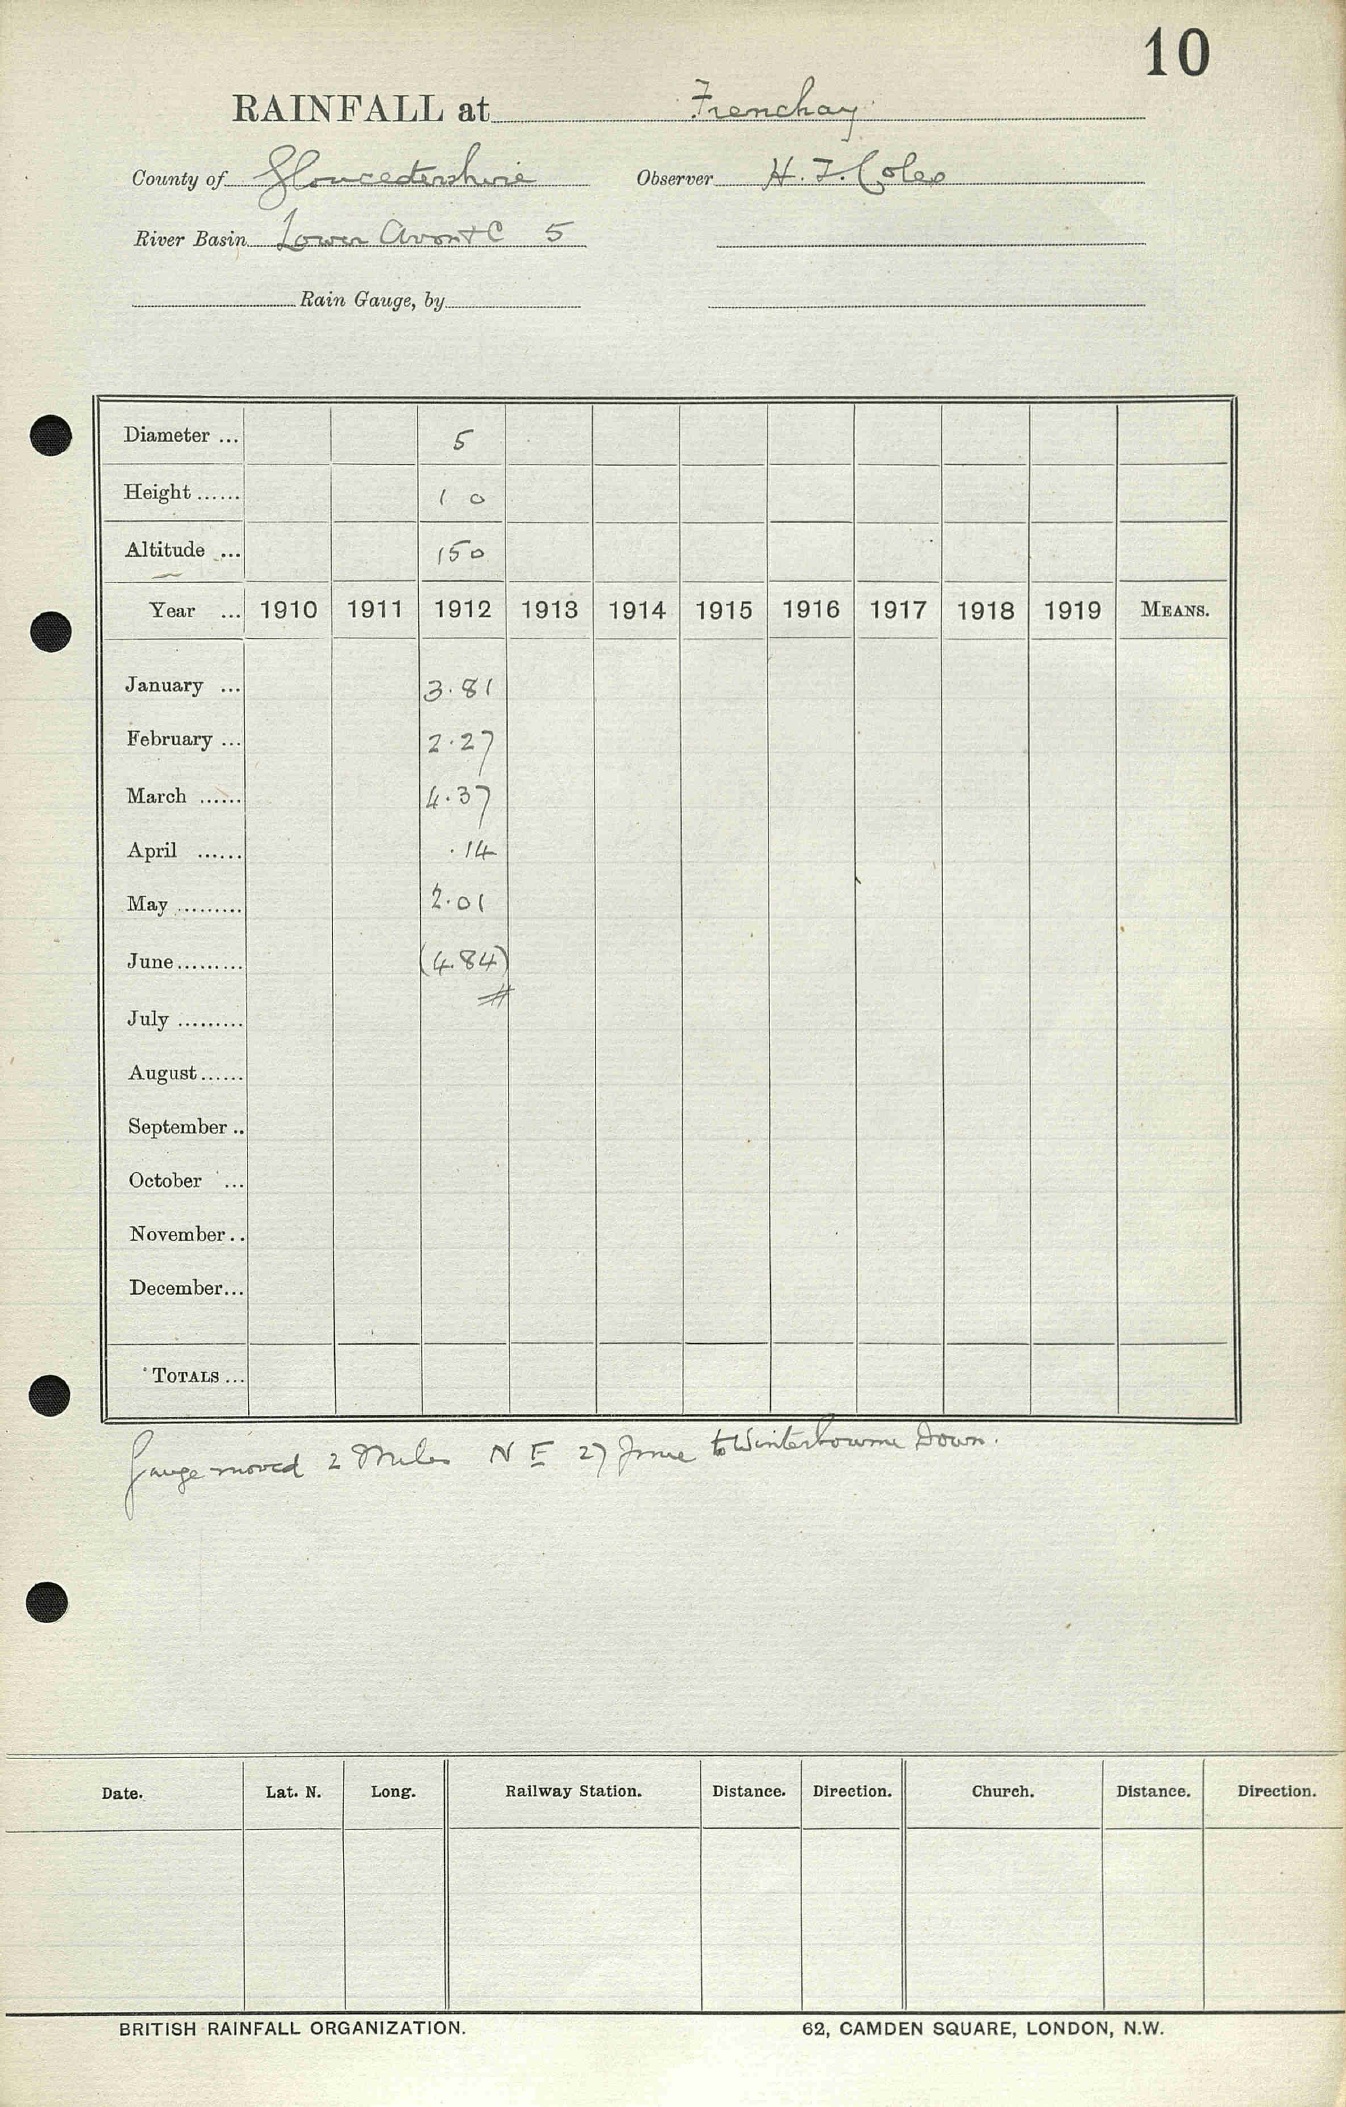 10
RAINFALL at Frenchay
County of Gloucestershire Observer H. T. Coles
River Basin Lower Avon &C 5
Rain Gauge, by
Diameter ... 5
Height ...... 1 0
Altitude ... 150
Year ... 1910 1911 1912 1913 1914 1915 1916 1917 1918 1919 MEANS.
January ... 3.81
February ... 2.27
March ...... 4.37
April ...... .14
May ......... 2.01
June ......... (4.84)
July .........
August ......
September ..
October ...
November ..
December ...
TOTALS ...
Gauge moved 2 Miles N E 27 June to Winterbourne Down.
Date. Lat. N. Long. Railway Station. Distance. Direction. Church. Distance. Direction.
BRITISH RAINFALL ORGANIZATION. 62, CAMDEN SQUARE, LONDON, N.W.